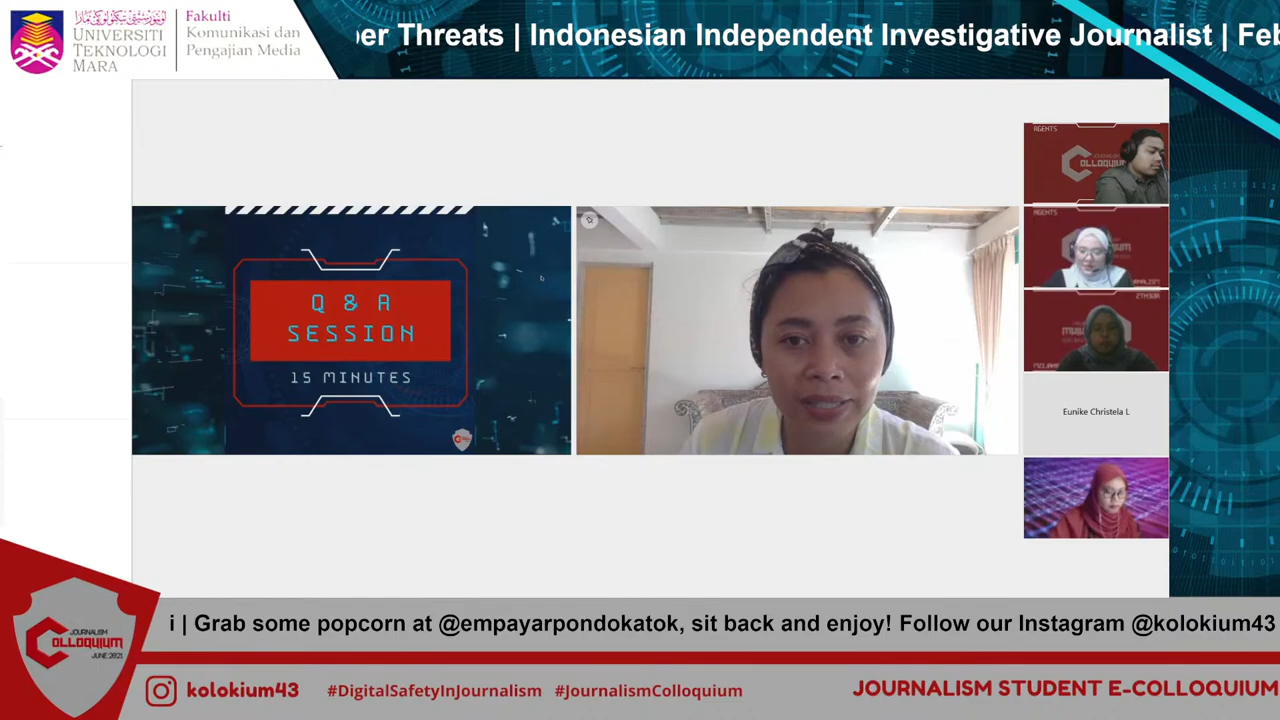 UNIVERSITI
TEKNOLOGI
MARA
Fakulti
Komunikasi dan
Pengajian Media
ber Threats | Indonesian Independent Investigative Journalist | Feb
AGENTS
COLLOQUIUM
AGENTS
Q & A
SESSION
15 MINUTES
Eunike Christela L
JOURNALISM
COLLOQUIUM
JUNE 2021
i | Grab some popcorn at @empayarpondokatok, sit back and enjoy! Follow our Instagram @kolokium43
kolokium43
#DigitalSafetyInJournalism #JournalismColloquium
JOURNALISM STUDENT E-COLLOQUIUM